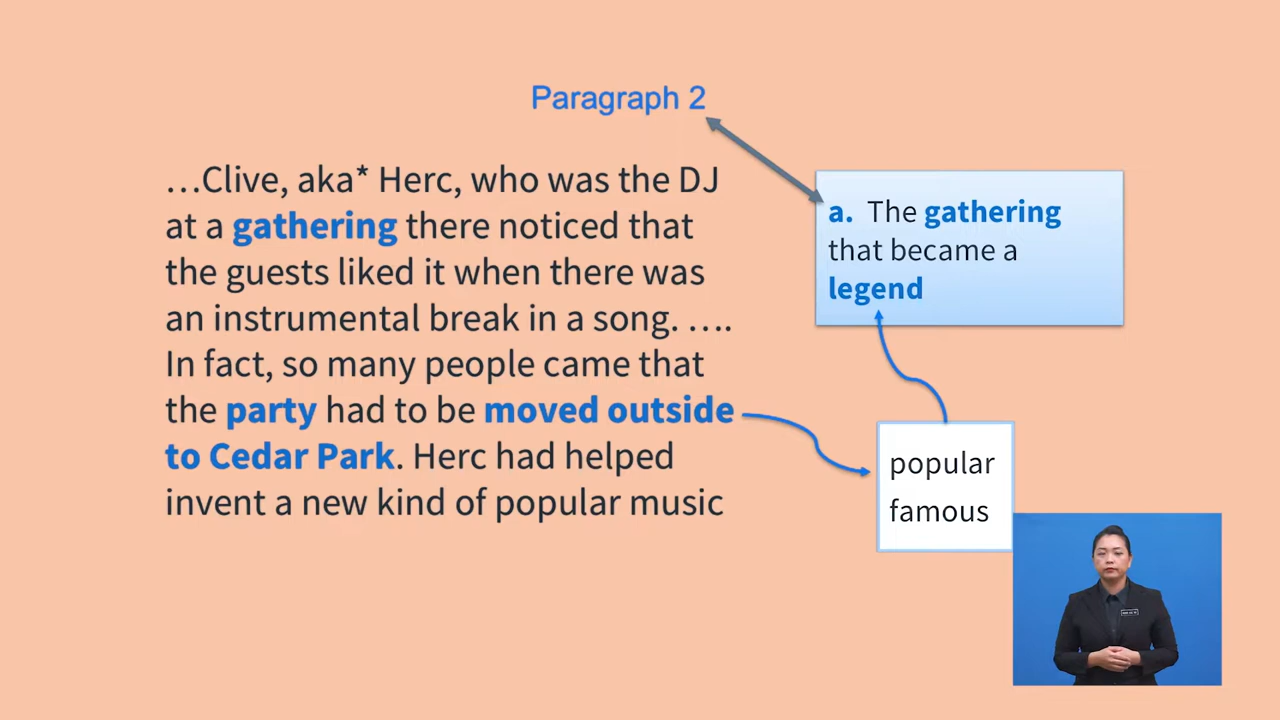 Paragraph 2
…Clive, aka* Herc, who was the DJ
at a gathering there noticed that
the guests liked it when there was
an instrumental break in a song. ….
In fact, so many people came that
the party had to be moved outside
to Cedar Park. Herc had helped
invent a new kind of popular music
a. The gathering
that became a
legend
popular
famous